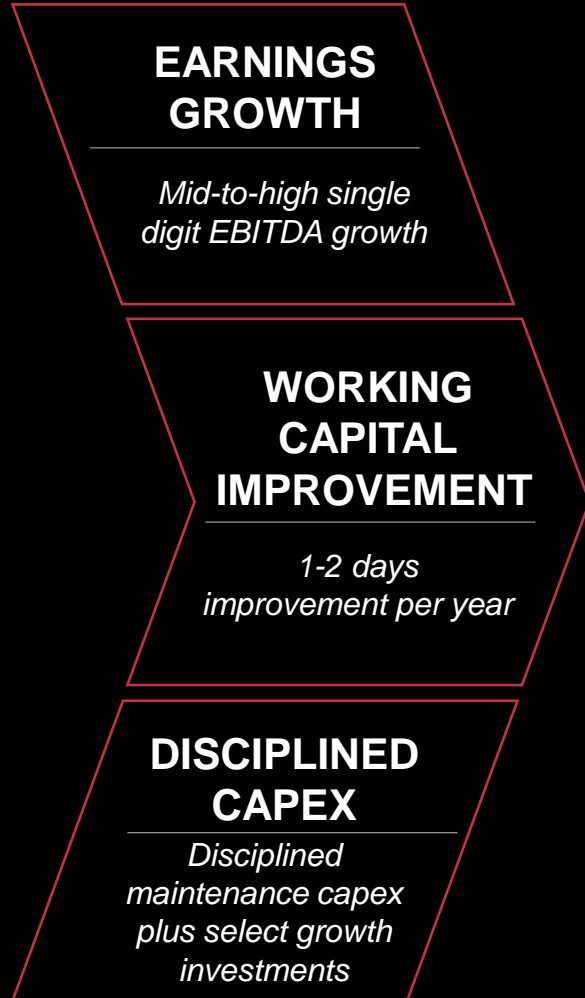 EARNINGS
GROWTH
Mid-to-high single
digit EBITDA growth
WORKING
CAPITAL
IMPROVEMENT
1-2 days
improvement per year
DISCIPLINED
CAPEX
Disciplined
maintenance capex
plus select growth
investments